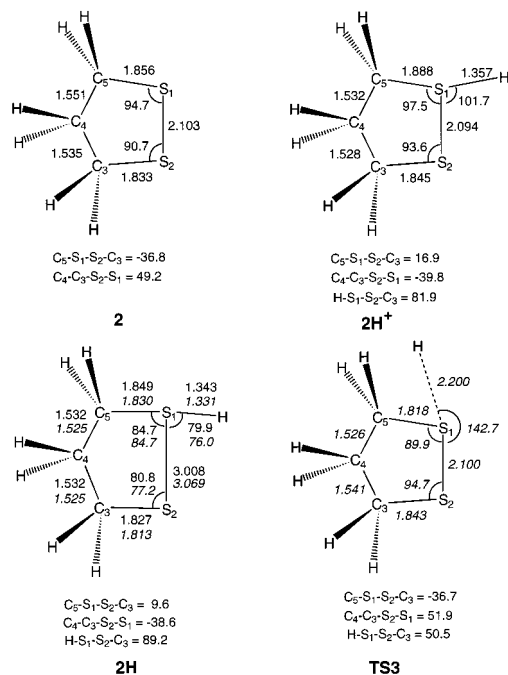 H H
1.856
C5 S1
1.551
94.7
H
C4
2.103
H
1.535
90.7
C3 S2
1.833
H
H
C5-S1-S2-C3 = -36.8
C4-C3-S2-S1 = 49.2
2
H H
1.888 1.357 H
C5 S1
1.532
97.5 101.7
H
C4
2.094
H
1.528
93.6
C3 S2
1.845
H
H
C5-S1-S2-C3 = 16.9
C4-C3-S2-S1 = -39.8
H-S1-S2-C3 = 81.9
2H+
H H
1.849 1.343
1.830 1.331
C5 S1 H
1.532
1.525
84.7 79.9
84.7 76.0
H
C4
3.008
3.069
H
1.532
1.525
80.8
77.2
C3 S2
1.827
1.813
H
H
C5-S1-S2-C3 = 9.6
C4-C3-S2-S1 = -38.6
H-S1-S2-C3 = 89.2
2H
H
H H
2.200
1.818
C5 S1
1.526
89.9 142.7
H
C4
2.100
H
1.541
94.7
C3 S2
1.843
H
H
C5-S1-S2-C3 = -36.7
C4-C3-S2-S1 = 51.9
H-S1-S2-C3 = 50.5
TS3